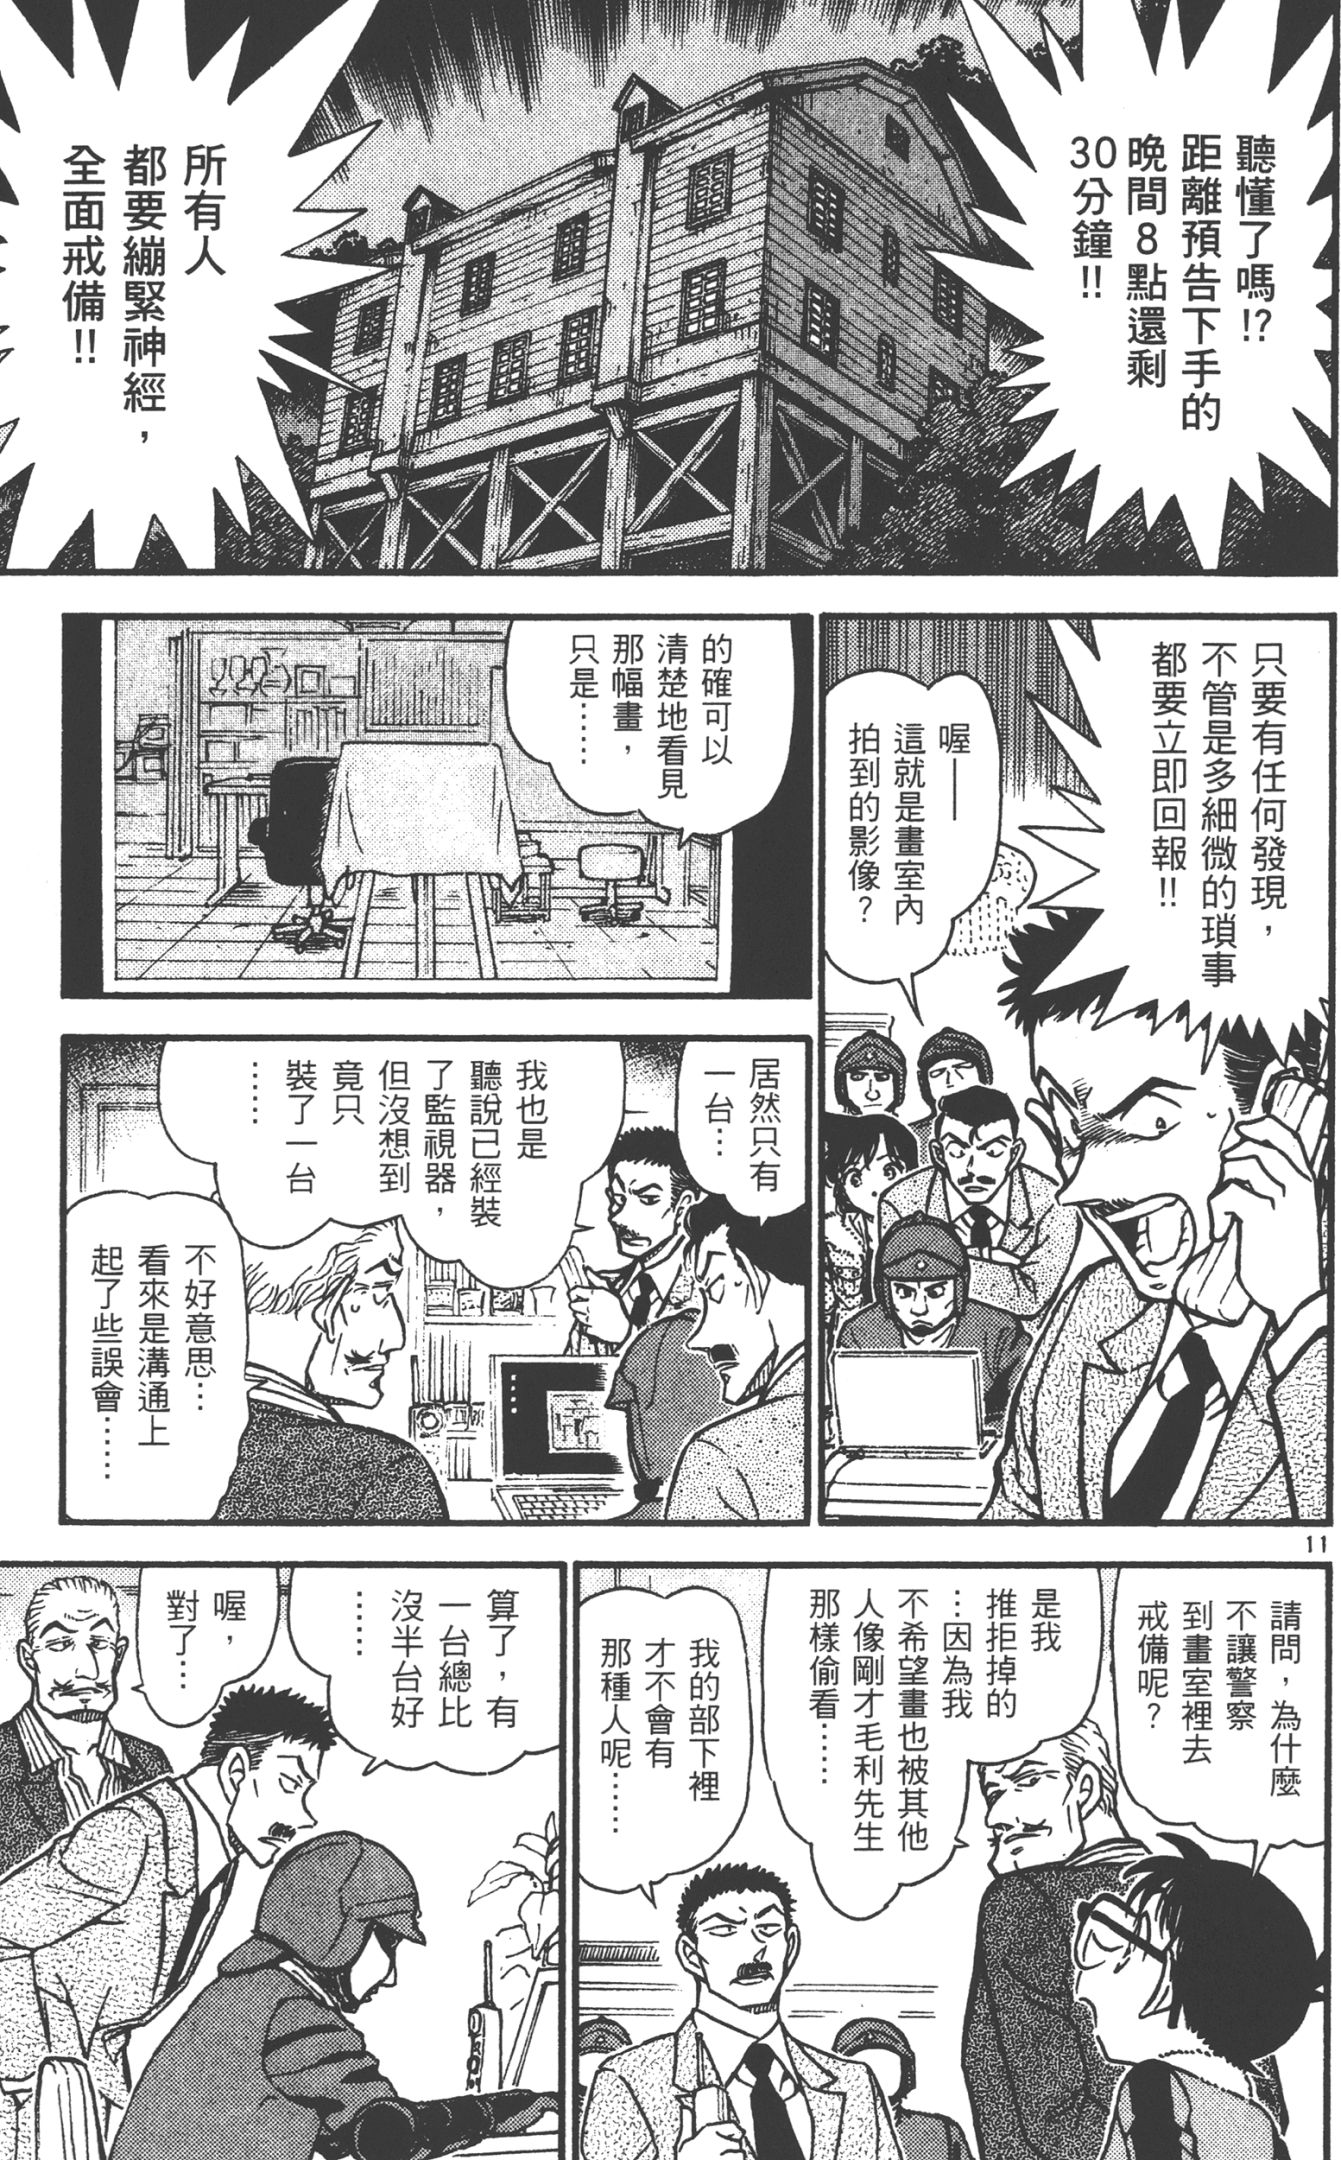 聽懂了嗎!?
距離預告下手的
晚間8點還剩
30分鐘!!
所有人
都要繃緊神經，
全面戒備!!
只要有任何發現，
不管是多細微的瑣事
都要立即回報!!
喔——
這就是畫室內
拍到的影像？
的確可以
清楚地看見
那幅畫，
只是……
居然只有
一台…
我也是
聽說已經裝
了監視器，
但沒想到
竟只
裝了一台
……
不好意思…
看來是溝通上
起了些誤會……
11
請問，為什麼
不讓警察
到畫室裡去
戒備呢？
是我
推拒掉的
…因為我
不希望畫也被其他
人像剛才毛利先生
那樣偷看……
我的部下裡
才不會有
那種人呢……
算了，有
一台總比
沒半台好
……
喔，
對了…